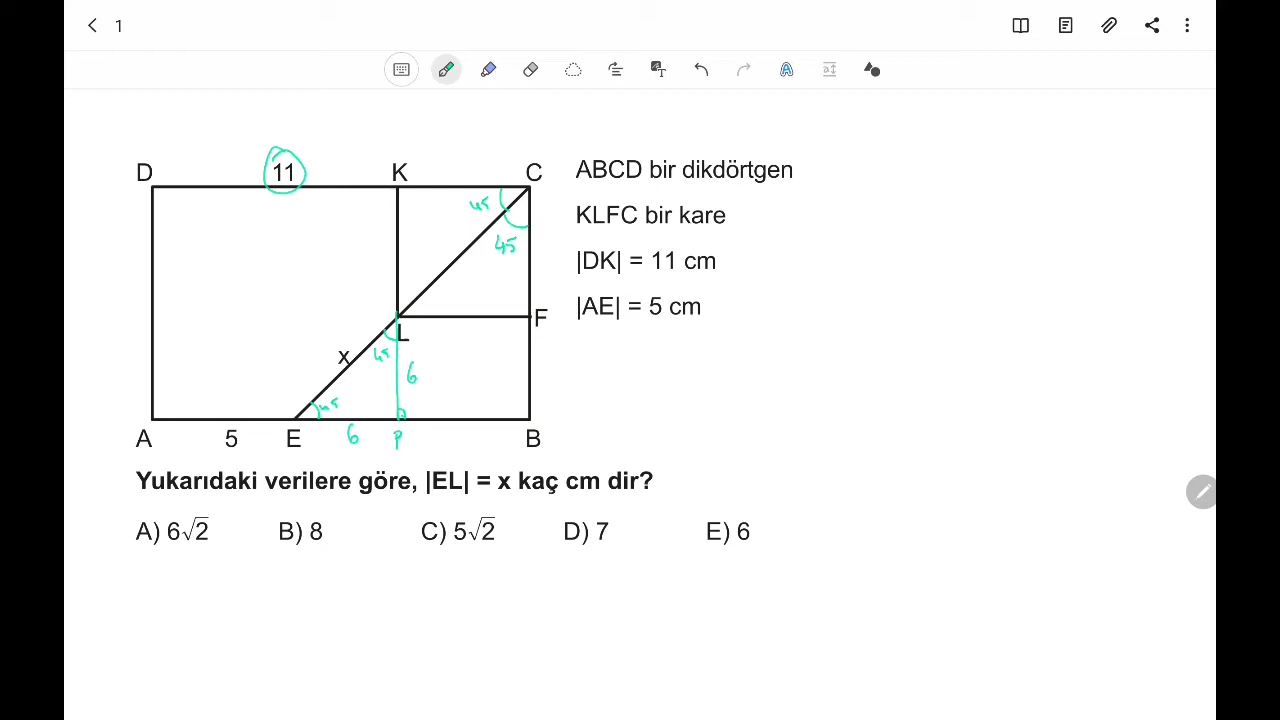 1
D 11 K C
ABCD bir dikdörtgen
45
KLFC bir kare
45
|DK| = 11 cm
|AE| = 5 cm
F
L
x 45 6
45
A 5 E 6 P B
Yukarıdaki verilere göre, |EL| = x kaç cm dir?
A) 6√2 B) 8 C) 5√2 D) 7 E) 6